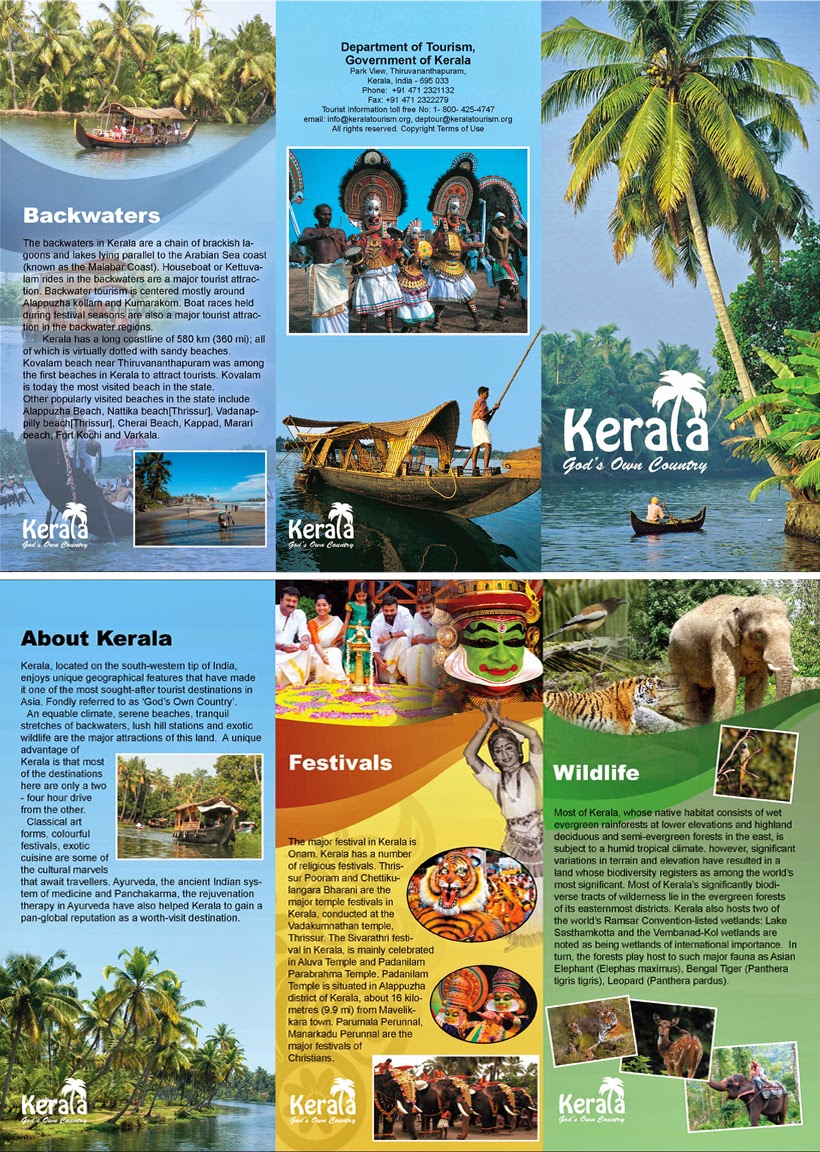 Backwaters
The backwaters in Kerala are a chain of brackish la-
goons and lakes lying parallel to the Arabian Sea coast
(known as the Malabar Coast). Houseboat or Kettuva-
lam rides in the backwaters are a major tourist attrac-
tion. Backwater tourism is centered mostly around
Alappuzha kollam and Kumarakom. Boat races held
during festival seasons are also a major tourist attrac-
tion in the backwater regions.
Kerala has a long coastline of 580 km (360 mi); all
of which is virtually dotted with sandy beaches.
Kovalam beach near Thiruvananthapuram was among
the first beaches in Kerala to attract tourists. Kovalam
is today the most visited beach in the state.
Other popularly visited beaches in the state include
Alappuzha Beach, Nattika beach[Thrissur], Vadanap-
pilly beach[Thrissur], Cherai Beach, Kappad, Marari
beach, Fort Kochi and Varkala.
Kerala
God's Own Country
Department of Tourism,
Government of Kerala
Park View, Thiruvananthapuram,
Kerala, India - 695 033
Phone: +91 471 2321132
Fax: +91 471 2322279
Tourist Information toll free No: 1- 800- 425-4747
email: info@keralatourism.org, deptour@keralatourism.org
All rights reserved. Copyright Terms of Use
Kerala
God's Own Country
Kerala
God's Own Country
About Kerala
Kerala, located on the south-western tip of India,
enjoys unique geographical features that have made
it one of the most sought-after tourist destinations in
Asia. Fondly referred to as 'God's Own Country'.
An equable climate, serene beaches, tranquil
stretches of backwaters, lush hill stations and exotic
wildlife are the major attractions of this land. A unique
advantage of
Kerala is that most
of the destinations
here are only a two
- four hour drive
from the other.
Classical art
forms, colourful
festivals, exotic
cuisine are some of
the cultural marvels
that await travellers. Ayurveda, the ancient Indian sys-
tem of medicine and Panchakarma, the rejuvenation
therapy in Ayurveda have also helped Kerala to gain a
pan-global reputation as a worth-visit destination.
Kerala
God's Own Country
Festivals
The major festival in Kerala is
Onam. Kerala has a number
of religious festivals. Thris-
sur Pooram and Chettiku-
langara Bharani are the
major temple festivals in
Kerala, conducted at the
Vadakumnathan temple,
Thrissur. The Sivarathri festi-
val in Kerala, is mainly celebrated
in Aluva Temple and Padanilam
Parabrahma Temple. Padanilam
Temple is situated in Alappuzha
district of Kerala, about 16 kilo-
metres (9.9 mi) from Mavelik-
kara town. Parumala Perunnal,
Manarkadu Perunnal are the
major festivals of
Christians.
Kerala
God's Own Country
Wildlife
Most of Kerala, whose native habitat consists of wet
evergreen rainforests at lower elevations and highland
deciduous and semi-evergreen forests in the east, is
subject to a humid tropical climate. however, significant
variations in terrain and elevation have resulted in a
land whose biodiversity registers as among the world's
most significant. Most of Kerala's significantly biodi-
verse tracts of wilderness lie in the evergreen forests
of its easternmost districts. Kerala also hosts two of
the world's Ramsar Convention-listed wetlands: Lake
Sasthamkotta and the Vembanad-Kol wetlands are
noted as being wetlands of international importance. In
turn, the forests play host to such major fauna as Asian
Elephant (Elephas maximus), Bengal Tiger (Panthera
tigris tigris), Leopard (Panthera pardus).
Kerala
God's Own Country